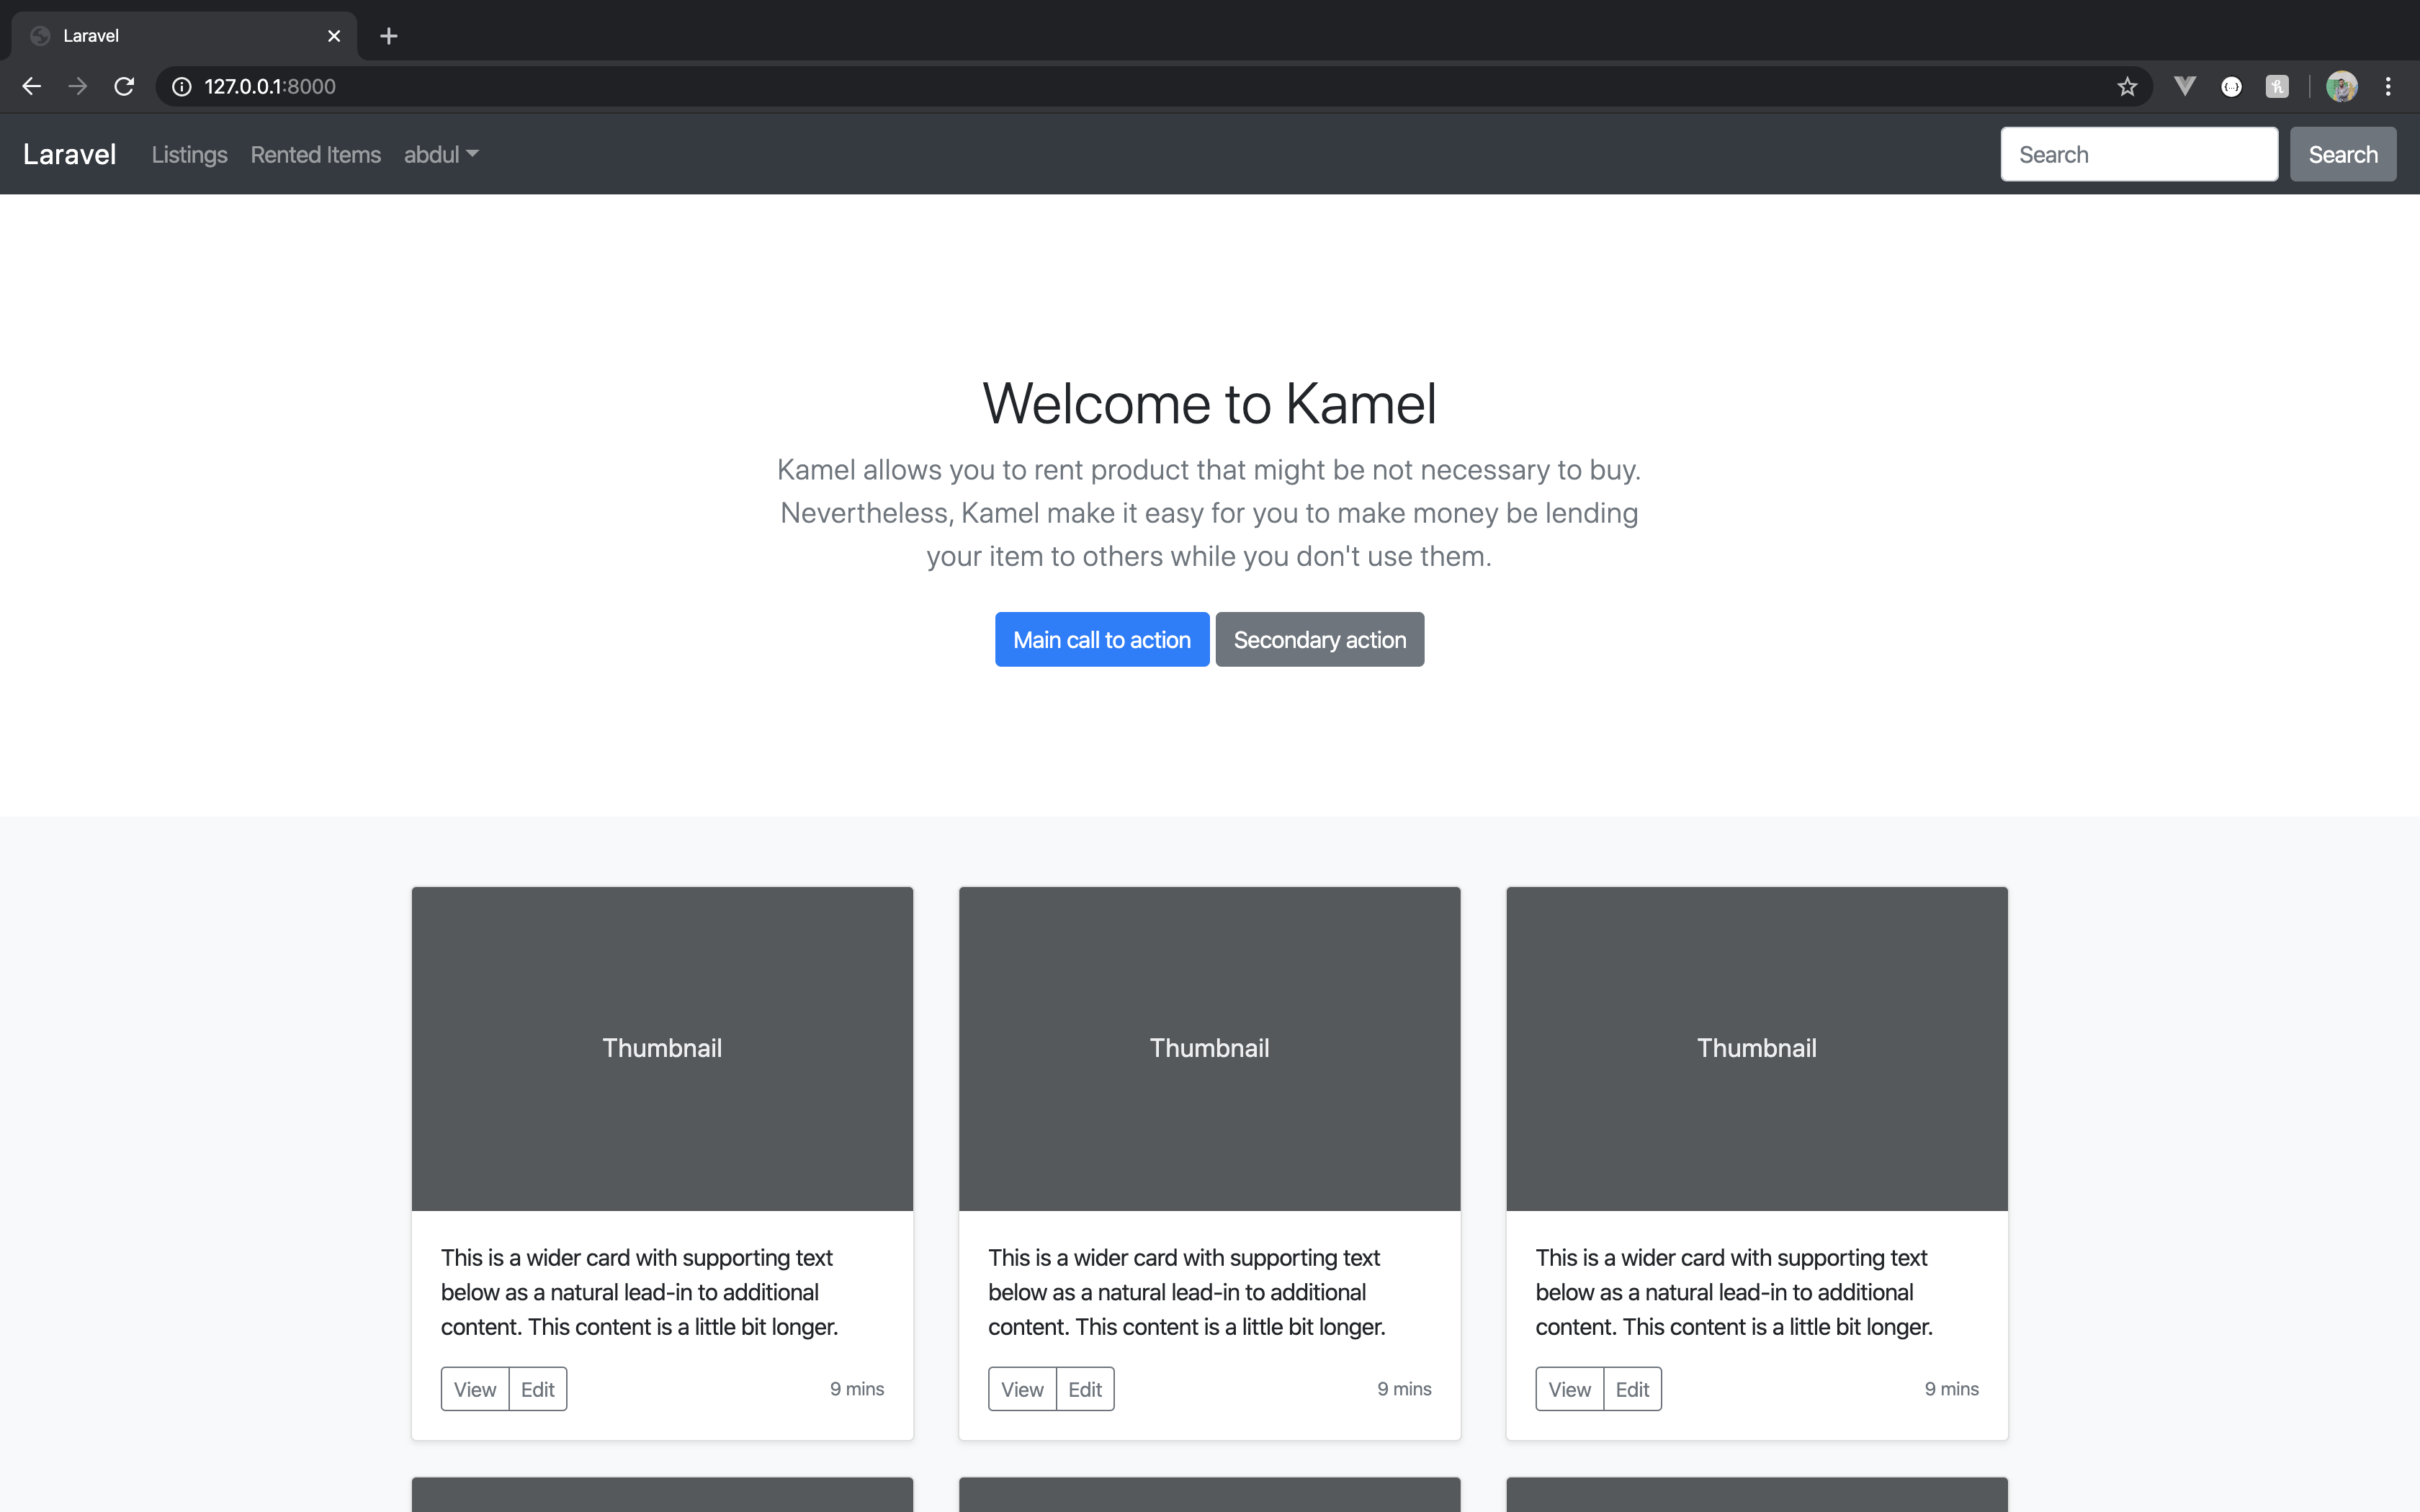 Laravel
127.0.0.1:8000
Laravel Listings Rented Items abdul Search Search
Welcome to Kamel
Kamel allows you to rent product that might be not necessary to buy.
Nevertheless, Kamel make it easy for you to make money be lending
your item to others while you don't use them.
Main call to action Secondary action
Thumbnail Thumbnail Thumbnail
This is a wider card with supporting text
below as a natural lead-in to additional
content. This content is a little bit longer.
View Edit 9 mins
This is a wider card with supporting text
below as a natural lead-in to additional
content. This content is a little bit longer.
View Edit 9 mins
This is a wider card with supporting text
below as a natural lead-in to additional
content. This content is a little bit longer.
View Edit 9 mins